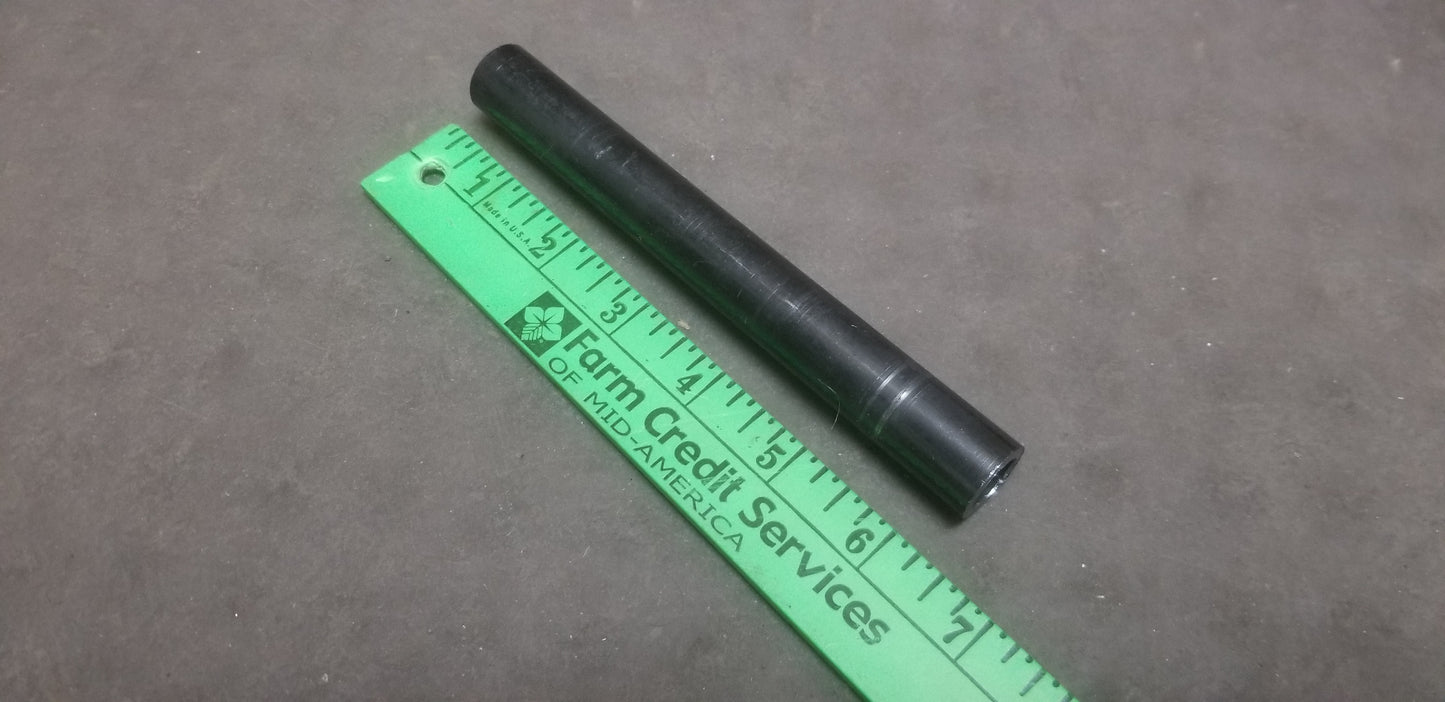 1 2 3 4 5 6 7
Made in U.S.A.
Farm Credit Services
OF MID-AMERICA